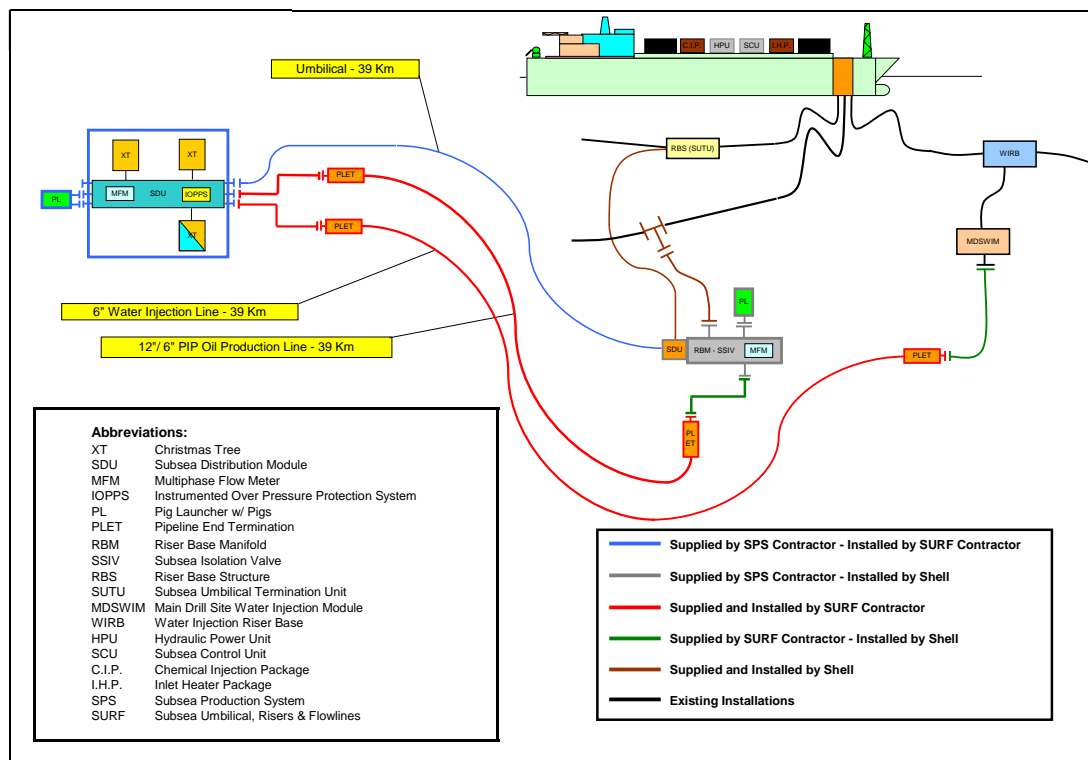 C.I.P.
HPU
SCU
I.H.P.
Umbilical - 39 Km
XT
XT
RBS (SUTU)
WIRB
PLET
MFM
SDU
IOPPS
PL
PLET
XT
MDSWIM
6" Water Injection Line - 39 Km
PL
12"/ 6" PIP Oil Production Line - 39 Km
SDU
RBM - SSIV
MFM
PLET
PL
ET
Abbreviations:
XT Christmas Tree
SDU Subsea Distribution Module
MFM Multiphase Flow Meter
IOPPS Instrumented Over Pressure Protection System
PL Pig Launcher w/ Pigs
PLET Pipeline End Termination
RBM Riser Base Manifold
SSIV Subsea Isolation Valve
RBS Riser Base Structure
SUTU Subsea Umbilical Termination Unit
MDSWIM Main Drill Site Water Injection Module
WIRB Water Injection Riser Base
HPU Hydraulic Power Unit
SCU Subsea Control Unit
C.I.P. Chemical Injection Package
I.H.P. Inlet Heater Package
SPS Subsea Production System
SURF Subsea Umbilical, Risers & Flowlines
Supplied by SPS Contractor - Installed by SURF Contractor
Supplied by SPS Contractor - Installed by Shell
Supplied and Installed by SURF Contractor
Supplied by SURF Contractor - Installed by Shell
Supplied and Installed by Shell
Existing Installations